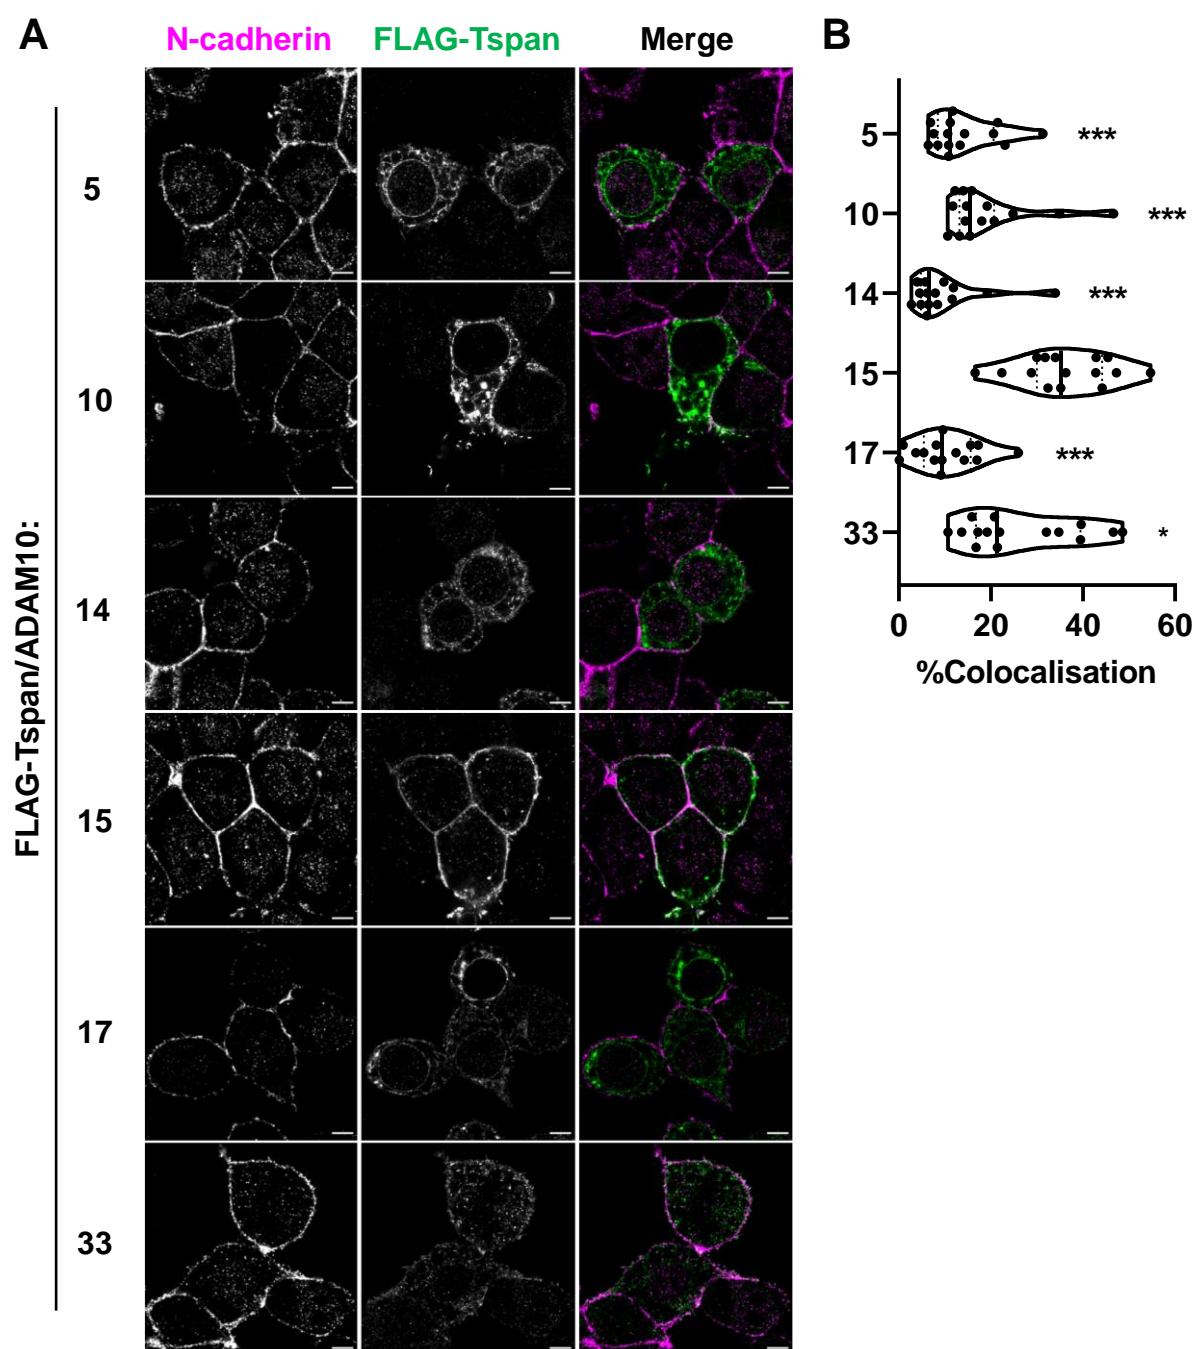 A
N-cadherin
FLAG-Tspan
Merge
FLAG-Tspan/ADAM10:
5
10
14
15
17
33
B
5
***
10
***
14
***
15
17
***
33
*
0 20 40 60
%Colocalisation